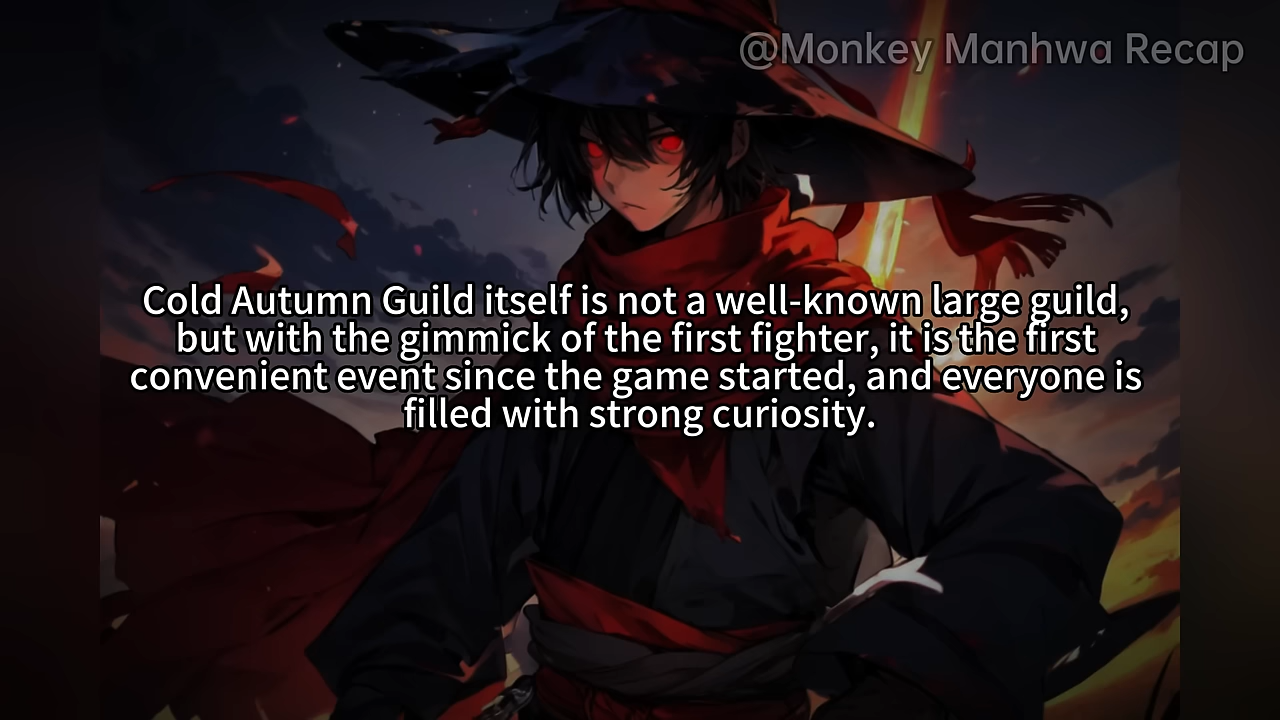 @Monkey Manhwa Recap
Cold Autumn Guild itself is not a well-known large guild,
but with the gimmick of the first fighter, it is the first
convenient event since the game started, and everyone is
filled with strong curiosity.